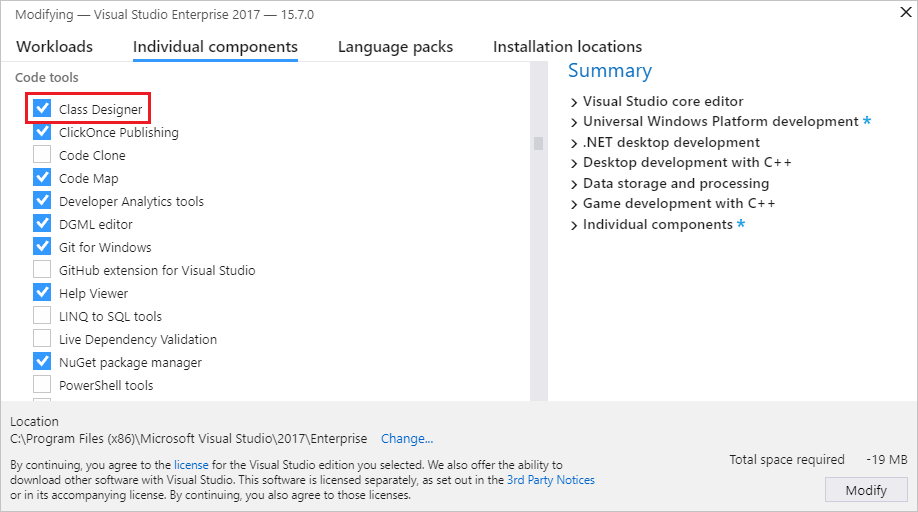 Modifying — Visual Studio Enterprise 2017 — 15.7.0
Workloads
Individual components
Language packs
Installation locations
Code tools
Class Designer
ClickOnce Publishing
Code Clone
Code Map
Developer Analytics tools
DGML editor
Git for Windows
GitHub extension for Visual Studio
Help Viewer
LINQ to SQL tools
Live Dependency Validation
NuGet package manager
PowerShell tools
Summary
Visual Studio core editor
Universal Windows Platform development *
.NET desktop development
Desktop development with C++
Data storage and processing
Game development with C++
Individual components *
Location
C:\Program Files (x86)\Microsoft Visual Studio\2017\Enterprise Change...
By continuing, you agree to the license for the Visual Studio edition you selected. We also offer the ability to
download other software with Visual Studio. This software is licensed separately, as set out in the 3rd Party Notices
or in its accompanying license. By continuing, you also agree to those licenses.
Total space required -19 MB
Modify